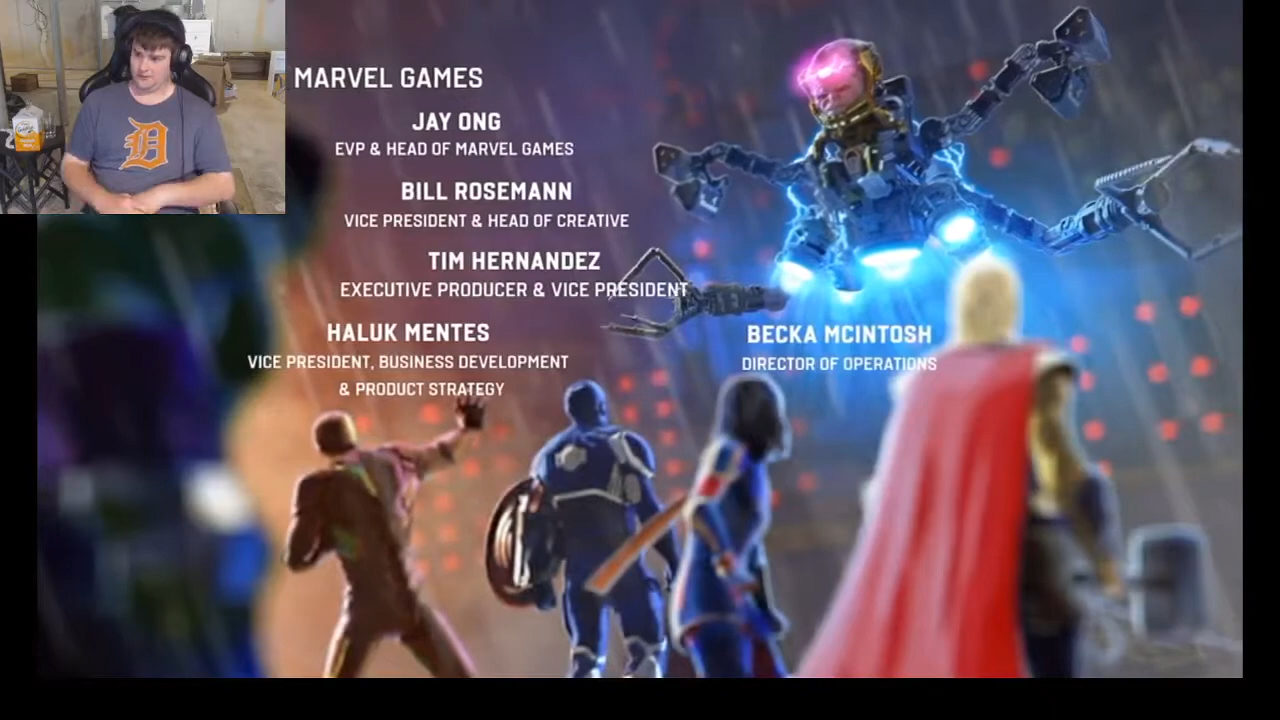 MARVEL GAMES
JAY ONG
EVP & HEAD OF MARVEL GAMES
BILL ROSEMANN
VICE PRESIDENT & HEAD OF CREATIVE
TIM HERNANDEZ
EXECUTIVE PRODUCER & VICE PRESIDENT
HALUK MENTES
VICE PRESIDENT, BUSINESS DEVELOPMENT
& PRODUCT STRATEGY
BECKA MCINTOSH
DIRECTOR OF OPERATIONS
D